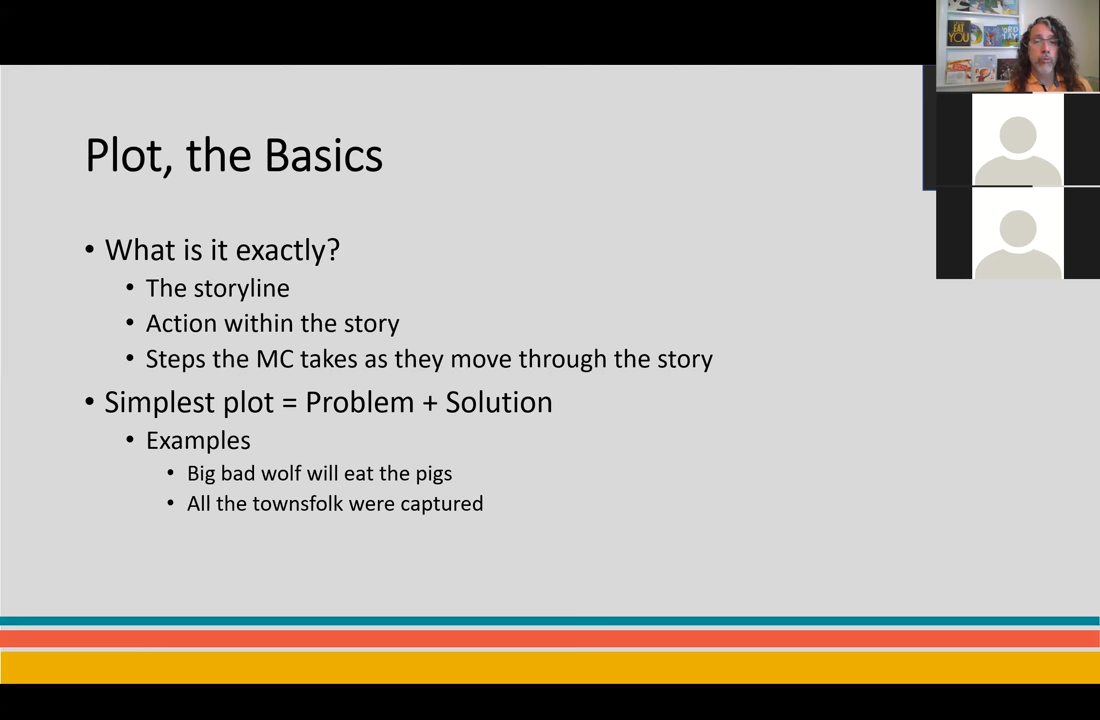 Plot, the Basics
• What is it exactly?
• The storyline
• Action within the story
• Steps the MC takes as they move through the story
• Simplest plot = Problem + Solution
• Examples
• Big bad wolf will eat the pigs
• All the townsfolk were captured
EAT
YOU